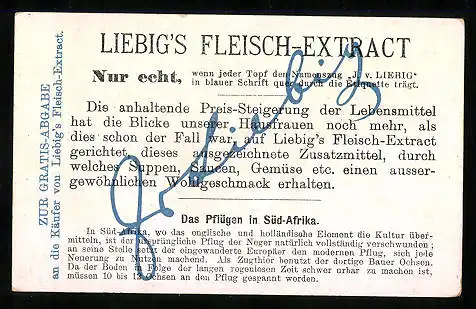 LIEBIG'S FLEISCH-EXTRACT
Nur echt, wenn jeder Topf den Namenszug „J. v. LIEBIG“
in blauer Schrift quer durch die Etiquette trägt.
Die anhaltende Preis-Steigerung der Lebensmittel
hat die Blicke unserer Hausfrauen noch mehr, als
dies schon der Fall war, auf Liebig's Fleisch-Extract
gerichtet, dieses ausgezeichnete Zusatzmittel, durch
welches Suppen, Saucen, Gemüse etc. einen ausser-
gewöhnlichen Wohlgeschmack erhalten.
Das Pflügen in Süd-Afrika.
In Süd-Afrika, wo das englische und holländische Element die Kultur über-
mitteln, ist der ursprüngliche Pflug der Neger natürlich vollständig verschwunden;
an seine Stelle setzt der eingewanderte Europäer den modernen Pflug, sich jede
Neuerung zu Nutzen machend. Als Zugthier benutzt der dortige Bauer Ochsen.
Da der Boden in Folge der langen regenlosen Zeit schwer urbar zu machen ist,
müssen 10 bis 12 Ochsen an den Pflug gespannt werden.
ZUR GRATIS-ABGABE
an die Käufer von Liebig's Fleisch-Extract.
JvLiebig